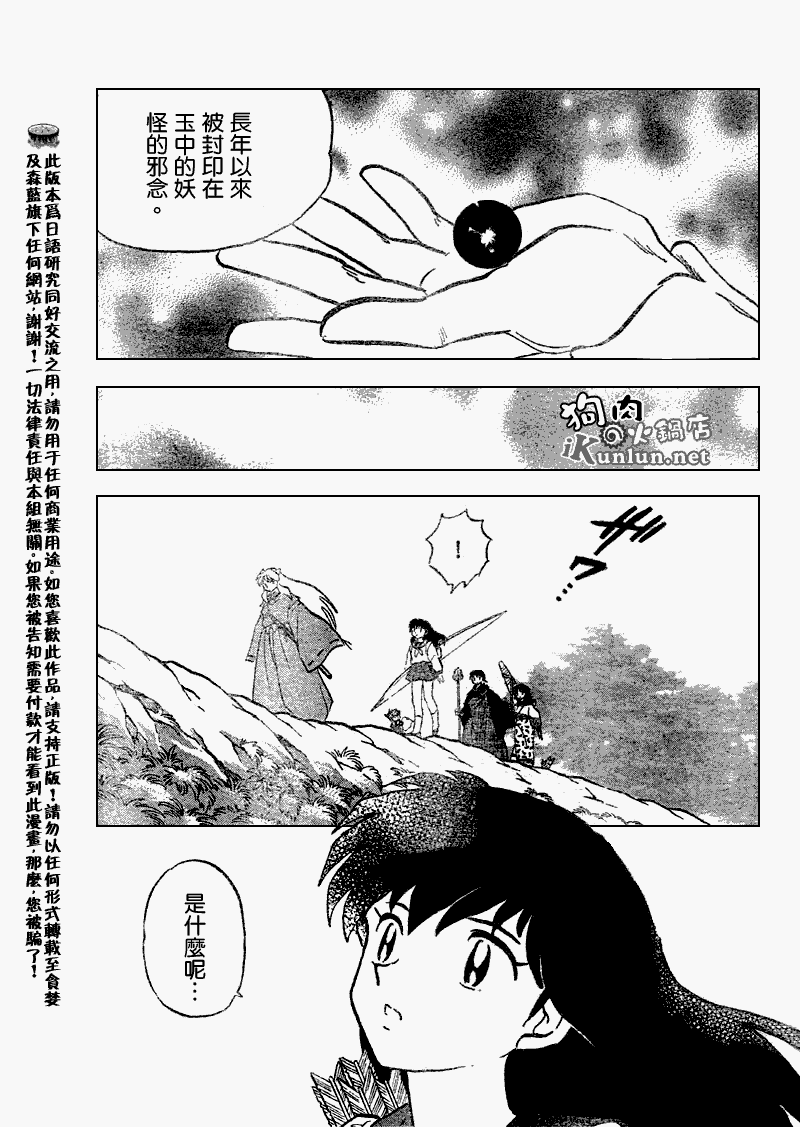 長年以來
被封印在
玉中的妖
怪的邪念。
狗肉
火鍋店
iKunlun.net
！
是什麼呢…
此版本爲日語研究同好交流之用，請勿用于任何商業用途。如您喜歡此作品，請支持正版！請勿以任何形式轉載至貪婪
及森藍旗下任何網站，謝謝！一切法律責任與本組無關。如果您被告知需要付款才能看到此漫畫，那麼，您被騙了！